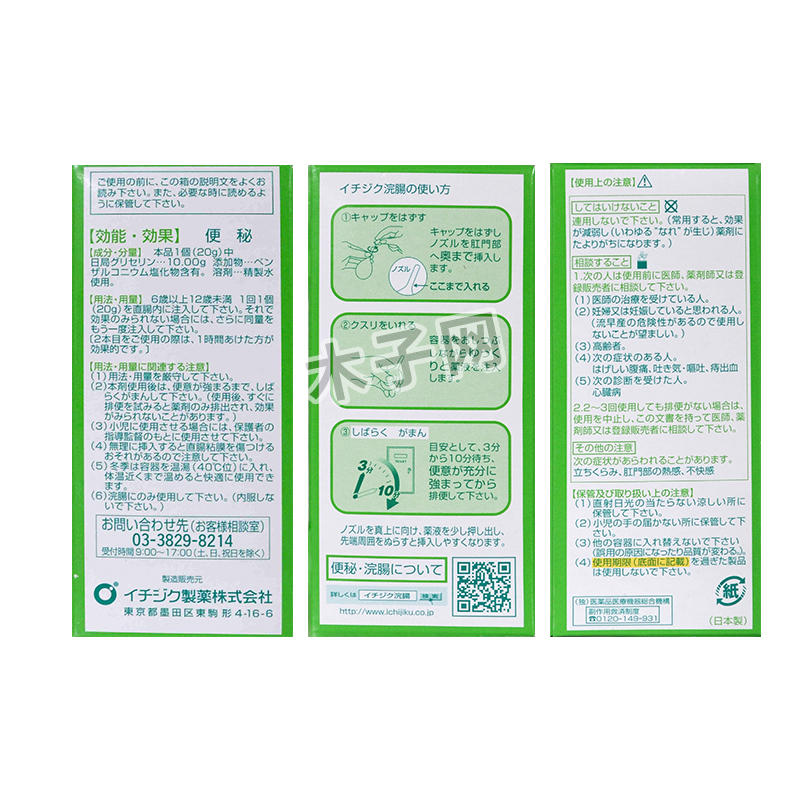 ご使用の前に、この箱の説明文をよくお
読み下さい。また、必要な時に読めるよ
うに保管して下さい。
【効能・効果】 便 秘
【成分・分量】 本品1個(20g)中
日局グリセリン…10.00g 添加物…ベン
ザルコニウム塩化物含有。 溶剤…精製水
使用。
【用法・用量】 6歳以上12歳未満 1回1個
(20g)を直腸内に注入して下さい。それで
効果のみられない場合には、さらに同量を
もう一度注入して下さい。
[2本目をご使用の際は、1時間あけた方が
効果的です。]
【用法・用量に関連する注意】
(1)用法・用量を厳守して下さい。
(2)本剤使用後は、便意が強まるまで、しば
らくがまんして下さい。(使用後、すぐに
排便を試みると薬剤のみ排出され、効果
がみられないことがあります。)
(3)小児に使用させる場合には、保護者の
指導監督のもとに使用させて下さい。
(4)無理に挿入すると直腸粘膜を傷つける
おそれがあるので注意して下さい。
(5)冬季は容器を温湯(40℃位)に入れ、
体温近くまで温めると快適に使用でき
ます。
(6)浣腸にのみ使用して下さい。(内服しな
いで下さい。)
お問い合わせ先(お客様相談室)
03-3829-8214
受付時間9:00~17:00(土、日、祝日を除く)
製造販売元
イチジク製薬株式会社
東京都墨田区東駒形4-16-6
イチジク浣腸の使い方
①キャップをはずす
キャップをはずし
ノズルを肛門部
へ奥まで挿入し
ます。
ノズル
ここまで入れる
②クスリをいれる
容器をおしつぶ
しながらゆっく
りと薬液を注入
します。
木子网
③しばらく がまん
目安として、3分
から10分待ち、
便意が充分に
強まってから
排便して下さい。
3分
10分
ノズルを真上に向け、薬液を少し押し出し、
先端周囲をぬらすと挿入しやすくなります。
便秘・浣腸について
詳しくは イチジク浣腸 検索
http://www.ichijiku.co.jp
【使用上の注意】
してはいけないこと
連用しないで下さい。(常用すると、効果
が減弱し(いわゆる“なれ”が生じ)薬剤に
たよりがちになります。)
相談すること
1.次の人は使用前に医師、薬剤師又は登
録販売者に相談して下さい。
(1)医師の治療を受けている人。
(2)妊婦又は妊娠していると思われる人。
(流早産の危険性があるので使用し
ないことが望ましい。)
(3)高齢者。
(4)次の症状のある人。
はげしい腹痛、吐き気・嘔吐、痔出血
(5)次の診断を受けた人。
心臓病
2.2~3回使用しても排便がない場合は、
使用を中止し、この文書を持って医師、薬
剤師又は登録販売者に相談して下さい。
その他の注意
次の症状があらわれることがあります。
立ちくらみ、肛門部の熱感、不快感
【保管及び取り扱い上の注意】
(1)直射日光の当たらない涼しい所に
保管して下さい。
(2)小児の手の届かない所に保管して下
さい。
(3)他の容器に入れ替えないで下さい
(誤用の原因になったり品質が変わる。)。
(4)使用期限(底面に記載)を過ぎた製品
は使用しないで下さい。
紙
(独)医薬品医療機器総合機構
副作用救済制度
☎0120-149-931
(日本製)